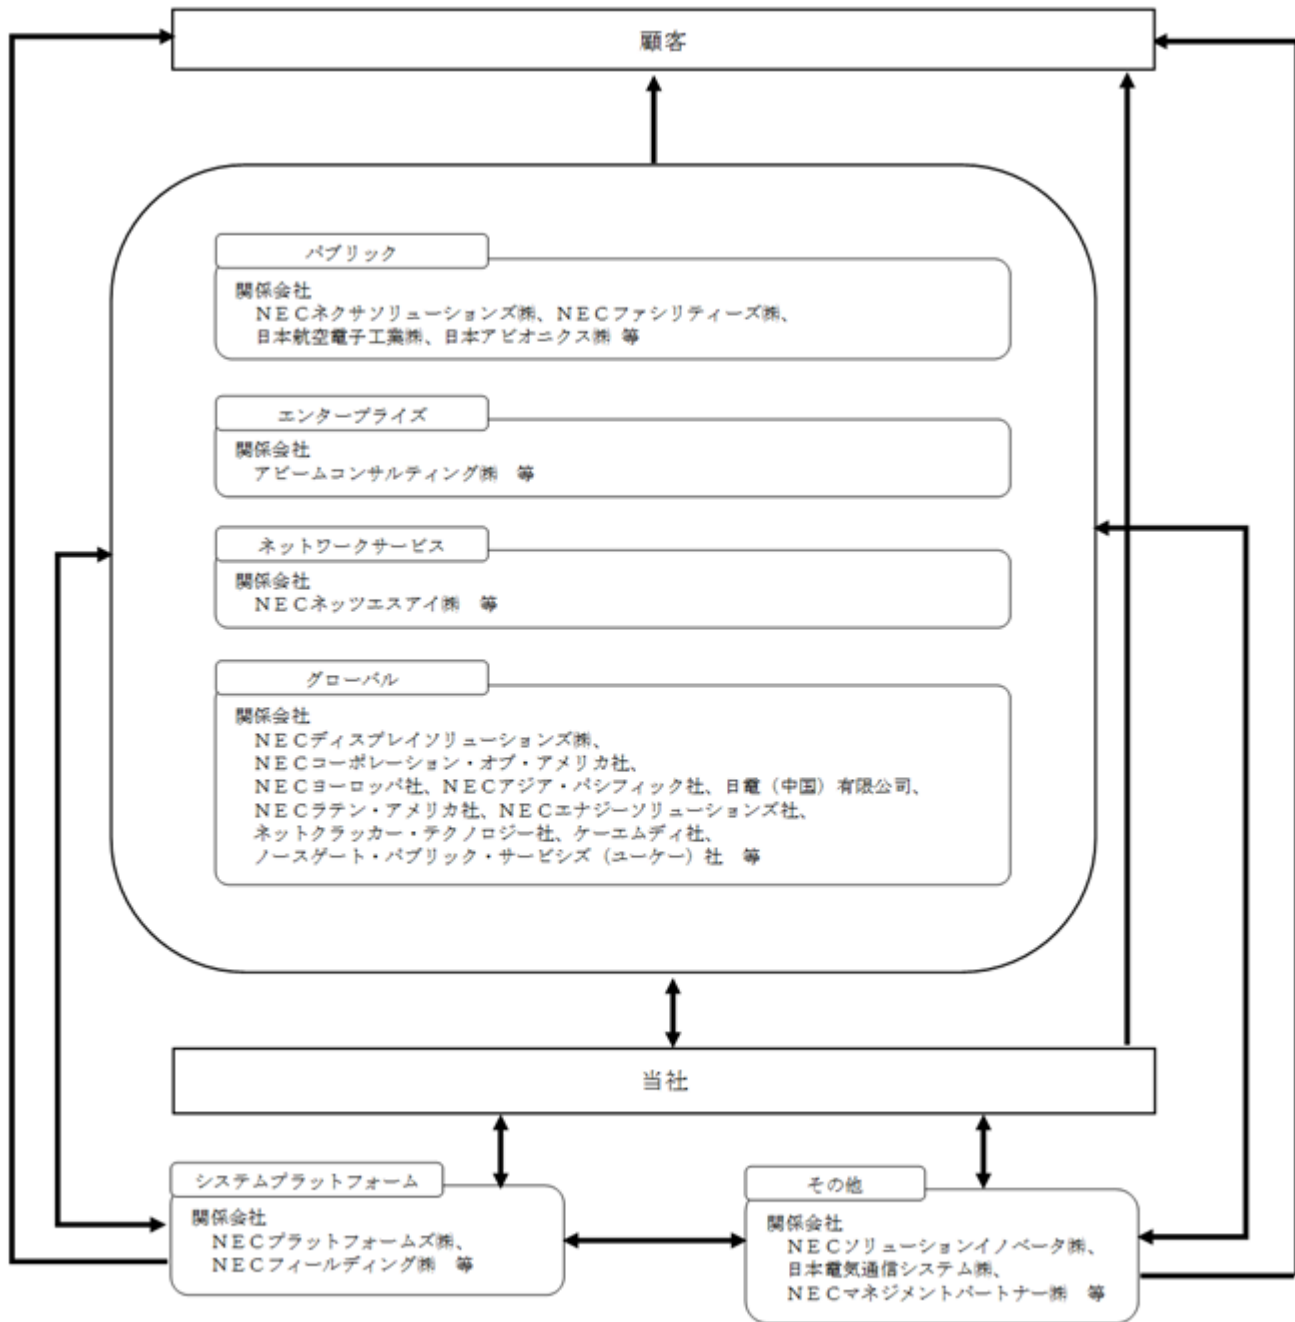 顧客
パブリック
関係会社
ＮＥＣネクサソリューションズ㈱、ＮＥＣファシリティーズ㈱、
日本航空電子工業㈱、日本アビオニクス㈱ 等
エンタープライズ
関係会社
アビームコンサルティング㈱　等
ネットワークサービス
関係会社
ＮＥＣネッツエスアイ㈱　等
グローバル
関係会社
ＮＥＣディスプレイソリューションズ㈱、
ＮＥＣコーポレーション・オブ・アメリカ社、
ＮＥＣヨーロッパ社、ＮＥＣアジア・パシフィック社、日電（中国）有限公司、
ＮＥＣラテン・アメリカ社、ＮＥＣエナジーソリューションズ社、
ネットクラッカー・テクノロジー社、ケーエムディ社、
ノースゲート・パブリック・サービシズ（ユーケー）社　等
当社
システムプラットフォーム
関係会社
ＮＥＣプラットフォームズ㈱、
ＮＥＣフィールディング㈱　等
その他
関係会社
ＮＥＣソリューションイノベータ㈱、
日本電気通信システム㈱、
ＮＥＣマネジメントパートナー㈱　等